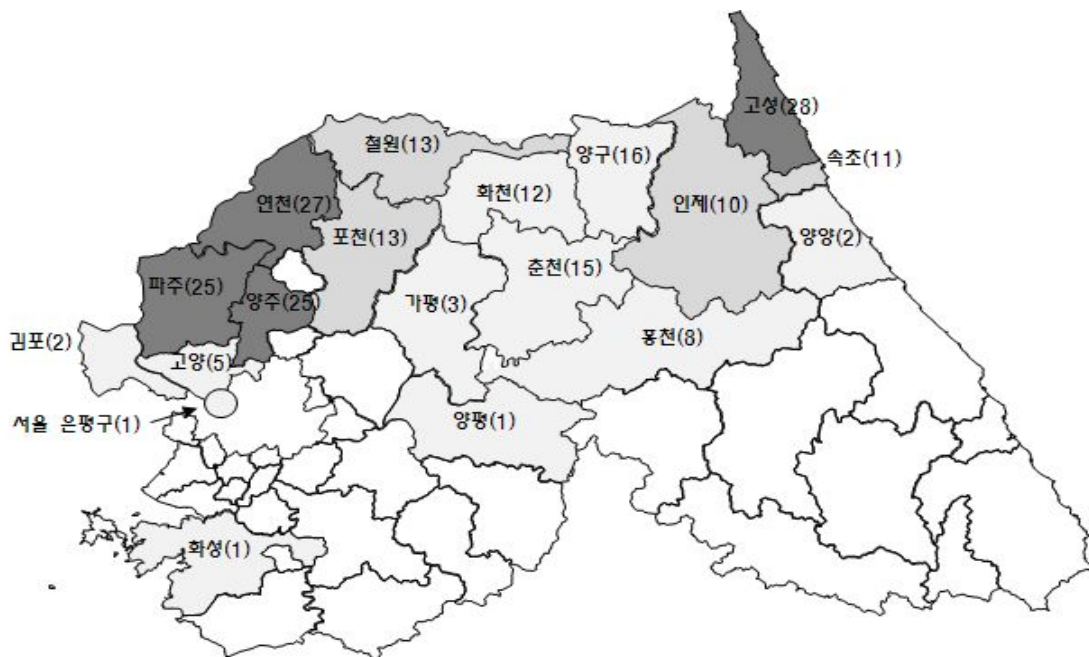 고성(28)
철원(13)
양구(16)
속초(11)
화천(12)
연천(27)
인제(10)
포천(13)
양양(2)
춘천(15)
파주(25)
양주(25)
가평(3)
김포(2)
고양(5)
홍천(8)
서울 은평구(1)
양평(1)
화성(1)